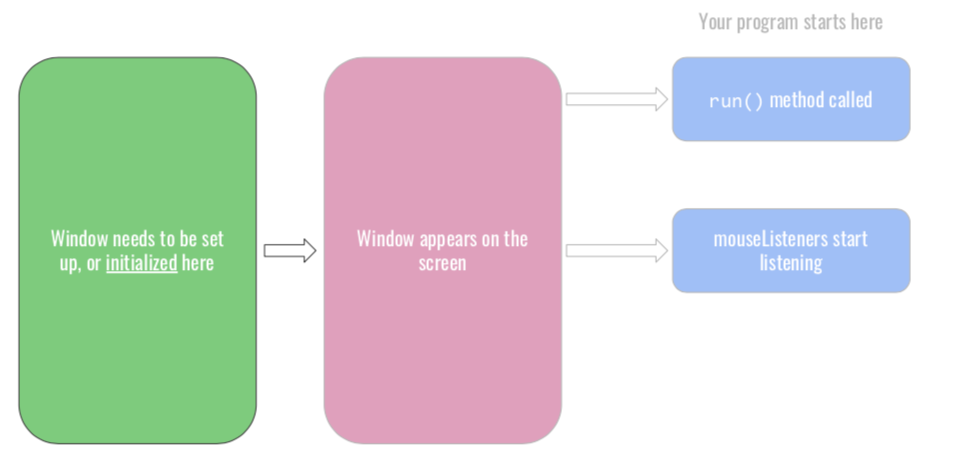 Your program starts here
run() method called
Window needs to be set
up, or initialized here
Window appears on the
screen
mouseListeners start
listening